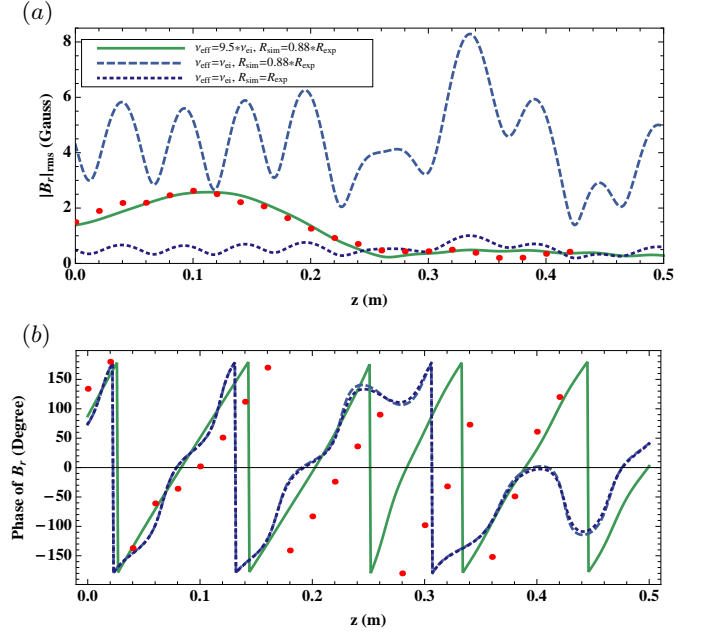 (a)
ν_eff=9.5*ν_ei, R_sim=0.88*R_exp
ν_eff=ν_ei, R_sim=0.88*R_exp
ν_eff=ν_ei, R_sim=R_exp
|B_r|_rms (Gauss)
8
6
4
2
0
0.0 0.1 0.2 0.3 0.4 0.5
z (m)
(b)
Phase of B_r (Degree)
150
100
50
0
−50
−100
−150
0.0 0.1 0.2 0.3 0.4 0.5
z (m)